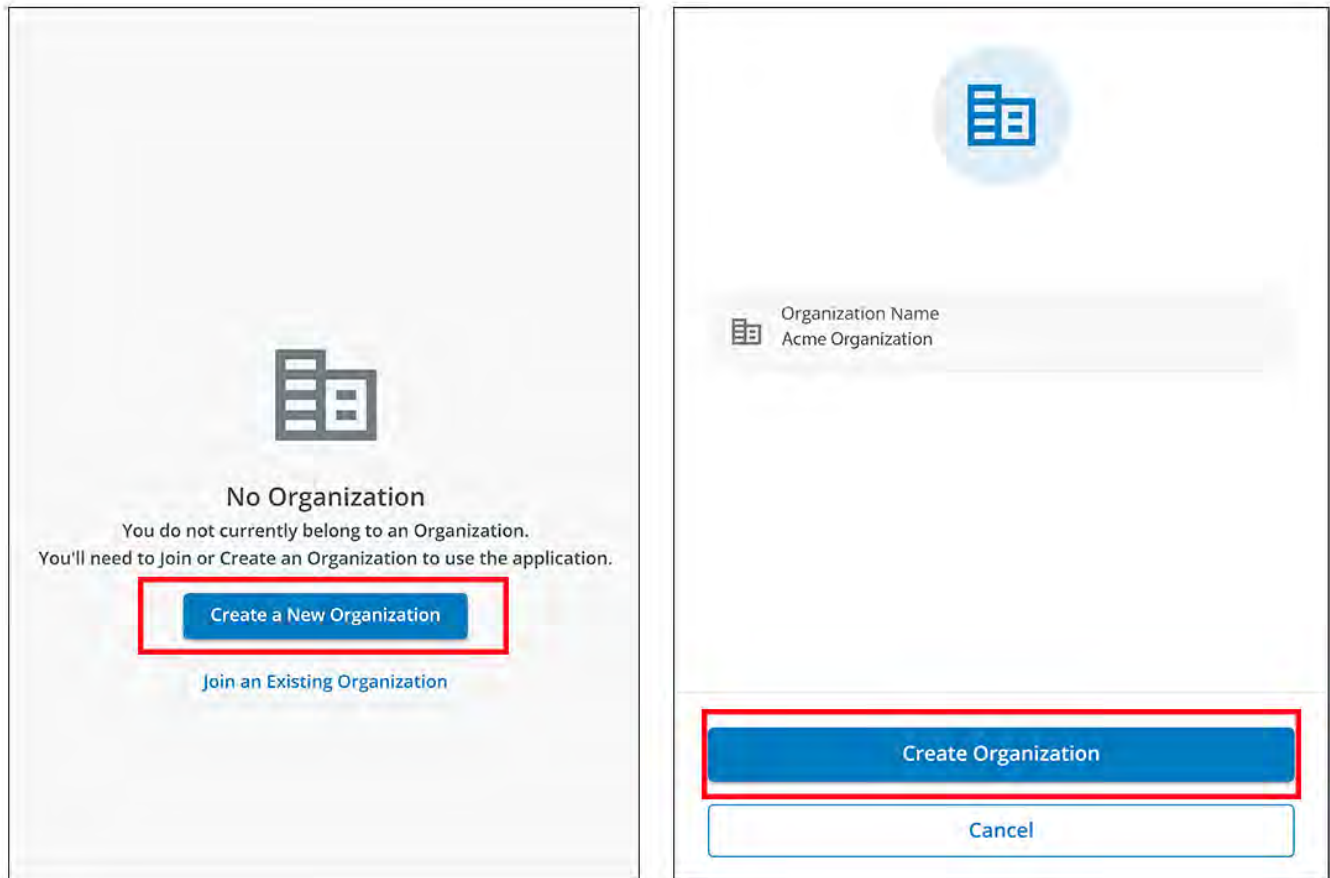 No Organization
You do not currently belong to an Organization.
You'll need to Join or Create an Organization to use the application.
Create a New Organization
Join an Existing Organization
Organization Name
Acme Organization
Create Organization
Cancel